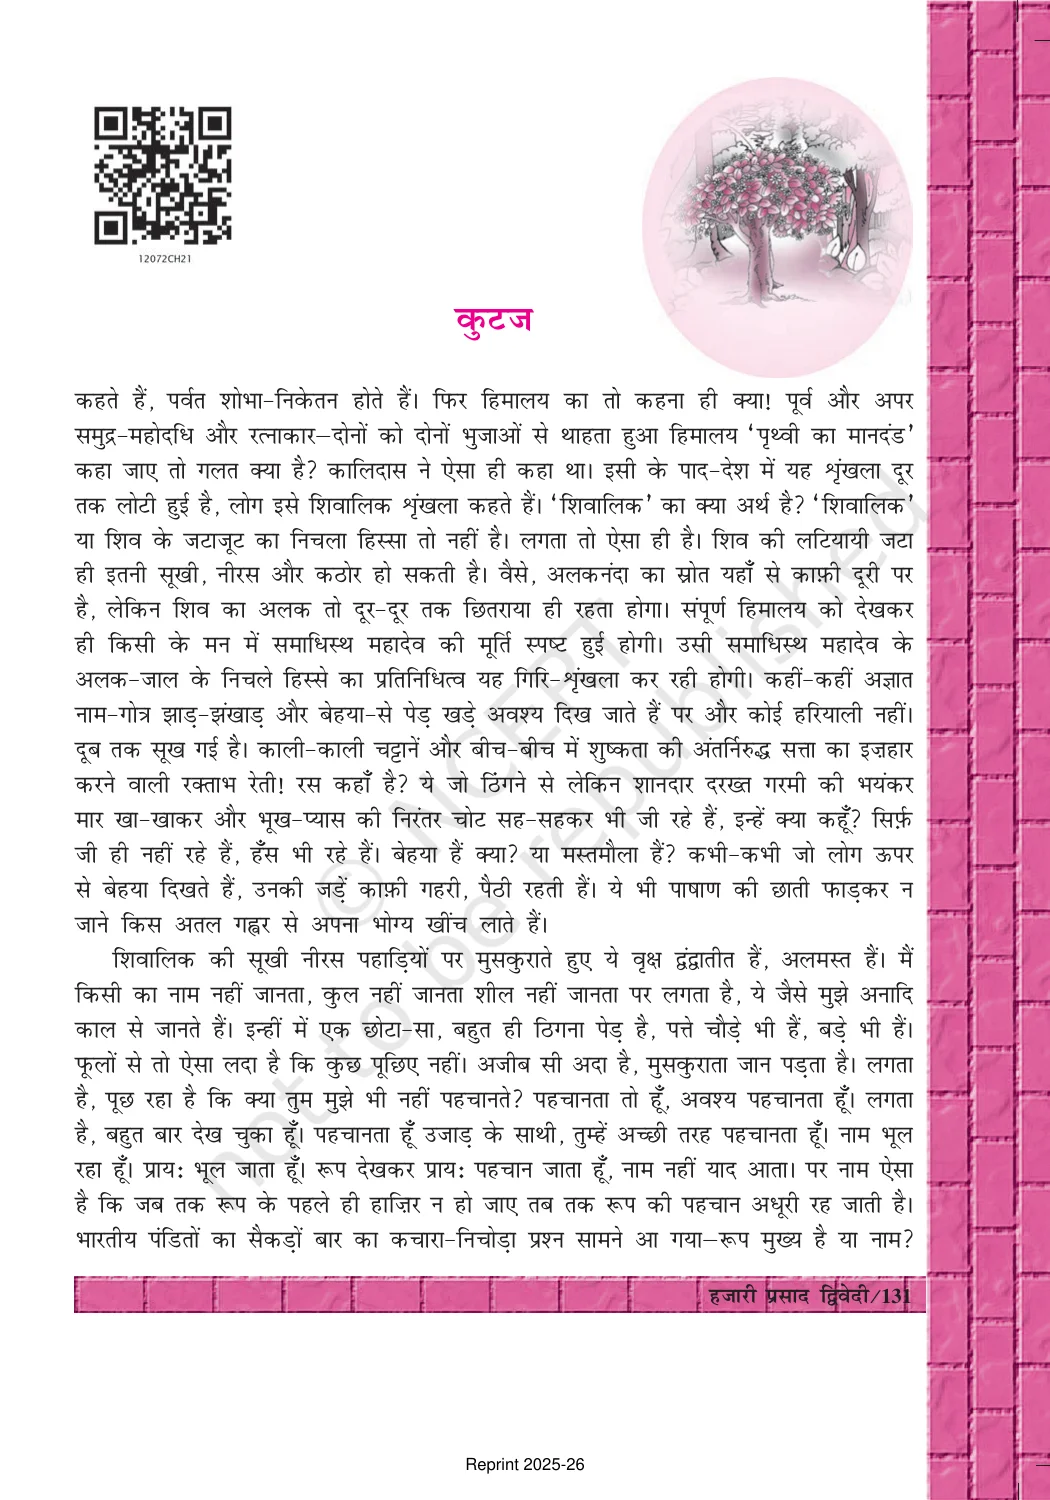 12072CH21
कुटज
कहते हैं, पर्वत शोभा-निकेतन होते हैं। फिर हिमालय का तो कहना ही क्या! पूर्व और अपर
समुद्र-महोदधि और रत्नाकार—दोनों को दोनों भुजाओं से थाहता हुआ हिमालय ‘पृथ्वी का मानदंड’
कहा जाए तो गलत क्या है? कालिदास ने ऐसा ही कहा था। इसी के पाद-देश में यह शृंखला दूर
तक लोटी हुई है, लोग इसे शिवालिक शृंखला कहते हैं। ‘शिवालिक’ का क्या अर्थ है? ‘शिवालिक’
या शिव के जटाजूट का निचला हिस्सा तो नहीं है। लगता तो ऐसा ही है। शिव की लटियायी जटा
ही इतनी सूखी, नीरस और कठोर हो सकती है। वैसे, अलकनंदा का स्रोत यहाँ से काफ़ी दूरी पर
है, लेकिन शिव का अलक तो दूर-दूर तक छितराया ही रहता होगा। संपूर्ण हिमालय को देखकर
ही किसी के मन में समाधिस्थ महादेव की मूर्ति स्पष्ट हुई होगी। उसी समाधिस्थ महादेव के
अलक-जाल के निचले हिस्से का प्रतिनिधित्व यह गिरि-शृंखला कर रही होगी। कहीं-कहीं अज्ञात
नाम-गोत्र झाड़-झंखाड़ और बेहया-से पेड़ खड़े अवश्य दिख जाते हैं पर और कोई हरियाली नहीं।
दूब तक सूख गई है। काली-काली चट्टानें और बीच-बीच में शुष्कता की अंतर्निरुद्ध सत्ता का इज़हार
करने वाली रक्ताभ रेती! रस कहाँ है? ये जो ठिंगने से लेकिन शानदार दरख्त गरमी की भयंकर
मार खा-खाकर और भूख-प्यास की निरंतर चोट सह-सहकर भी जी रहे हैं, इन्हें क्या कहूँ? सिर्फ़
जी ही नहीं रहे हैं, हँस भी रहे हैं। बेहया हैं क्या? या मस्तमौला हैं? कभी-कभी जो लोग ऊपर
से बेहया दिखते हैं, उनकी जड़ें काफ़ी गहरी, पैठी रहती हैं। ये भी पाषाण की छाती फाड़कर न
जाने किस अतल गह्वर से अपना भोग्य खींच लाते हैं।
शिवालिक की सूखी नीरस पहाड़ियों पर मुसकुराते हुए ये वृक्ष द्वंद्वातीत हैं, अलमस्त हैं। मैं
किसी का नाम नहीं जानता, कुल नहीं जानता शील नहीं जानता पर लगता है, ये जैसे मुझे अनादि
काल से जानते हैं। इन्हीं में एक छोटा-सा, बहुत ही ठिगना पेड़ है, पत्ते चौड़े भी हैं, बड़े भी हैं।
फूलों से तो ऐसा लदा है कि कुछ पूछिए नहीं। अजीब सी अदा है, मुसकुराता जान पड़ता है। लगता
है, पूछ रहा है कि क्या तुम मुझे भी नहीं पहचानते? पहचानता तो हूँ, अवश्य पहचानता हूँ। लगता
है, बहुत बार देख चुका हूँ। पहचानता हूँ उजाड़ के साथी, तुम्हें अच्छी तरह पहचानता हूँ। नाम भूल
रहा हूँ। प्राय: भूल जाता हूँ। रूप देखकर प्राय: पहचान जाता हूँ, नाम नहीं याद आता। पर नाम ऐसा
है कि जब तक रूप के पहले ही हाज़िर न हो जाए तब तक रूप की पहचान अधूरी रह जाती है।
भारतीय पंडितों का सैकड़ों बार का कचारा-निचोड़ा प्रश्न सामने आ गया—रूप मुख्य है या नाम?
हजारी प्रसाद द्विवेदी/131
Reprint 2025-26
© NCERT
not to be republished